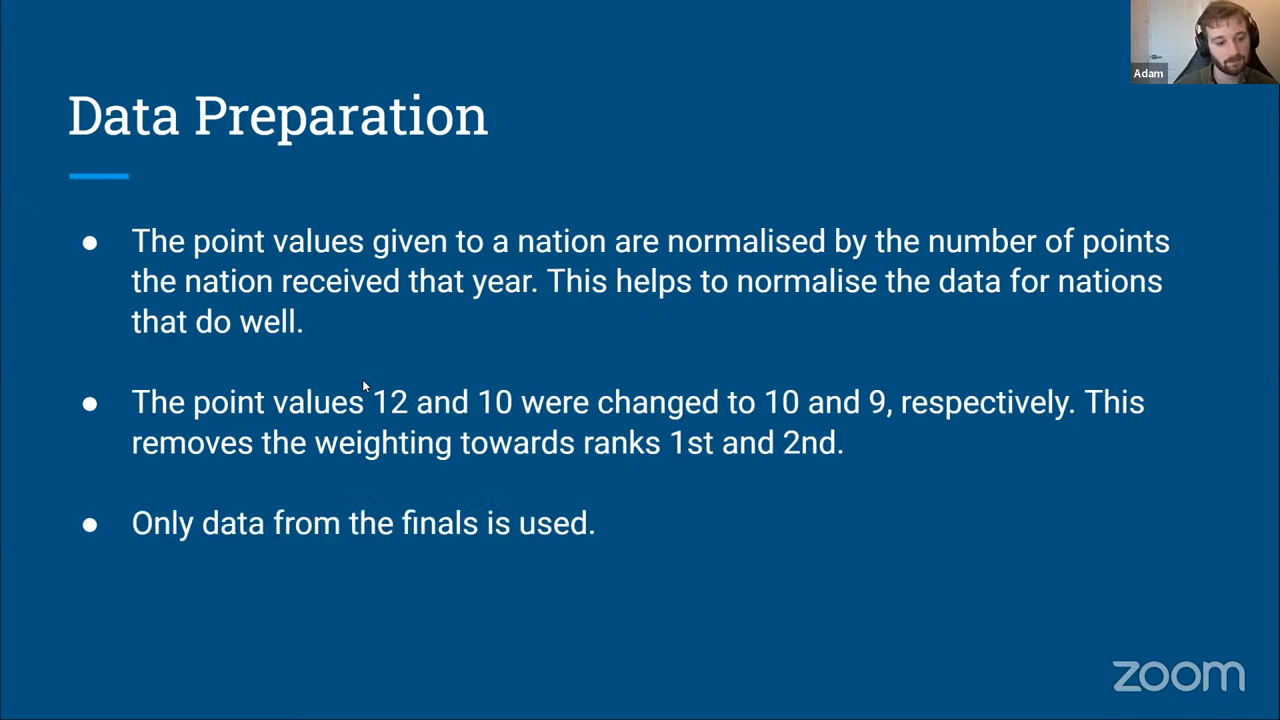 Adam
Data Preparation
● The point values given to a nation are normalised by the number of points
the nation received that year. This helps to normalise the data for nations
that do well.
● The point values 12 and 10 were changed to 10 and 9, respectively. This
removes the weighting towards ranks 1st and 2nd.
● Only data from the finals is used.
zoom